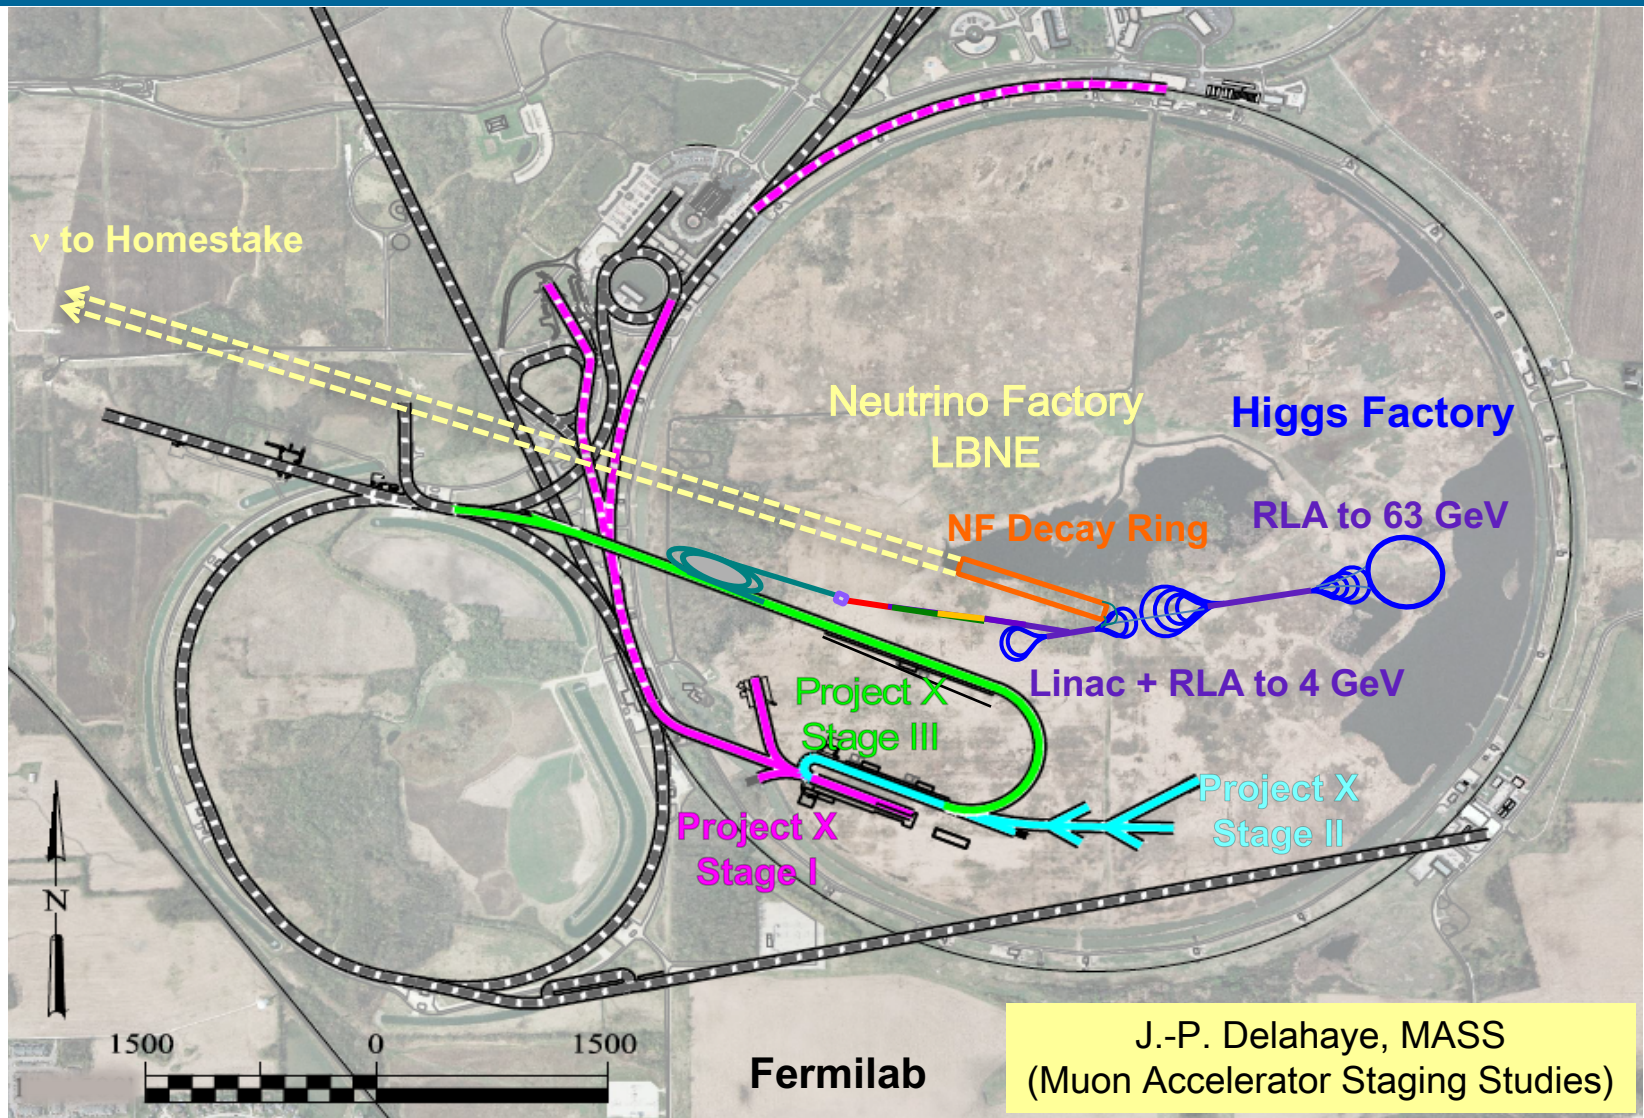 ν to Homestake
Neutrino Factory
LBNE
Higgs Factory
NF Decay Ring
RLA to 63 GeV
Linac + RLA to 4 GeV
Project X
Stage III
Project X
Stage II
Project X
Stage I
N
1500 0 1500
Fermilab
J.-P. Delahaye, MASS
(Muon Accelerator Staging Studies)